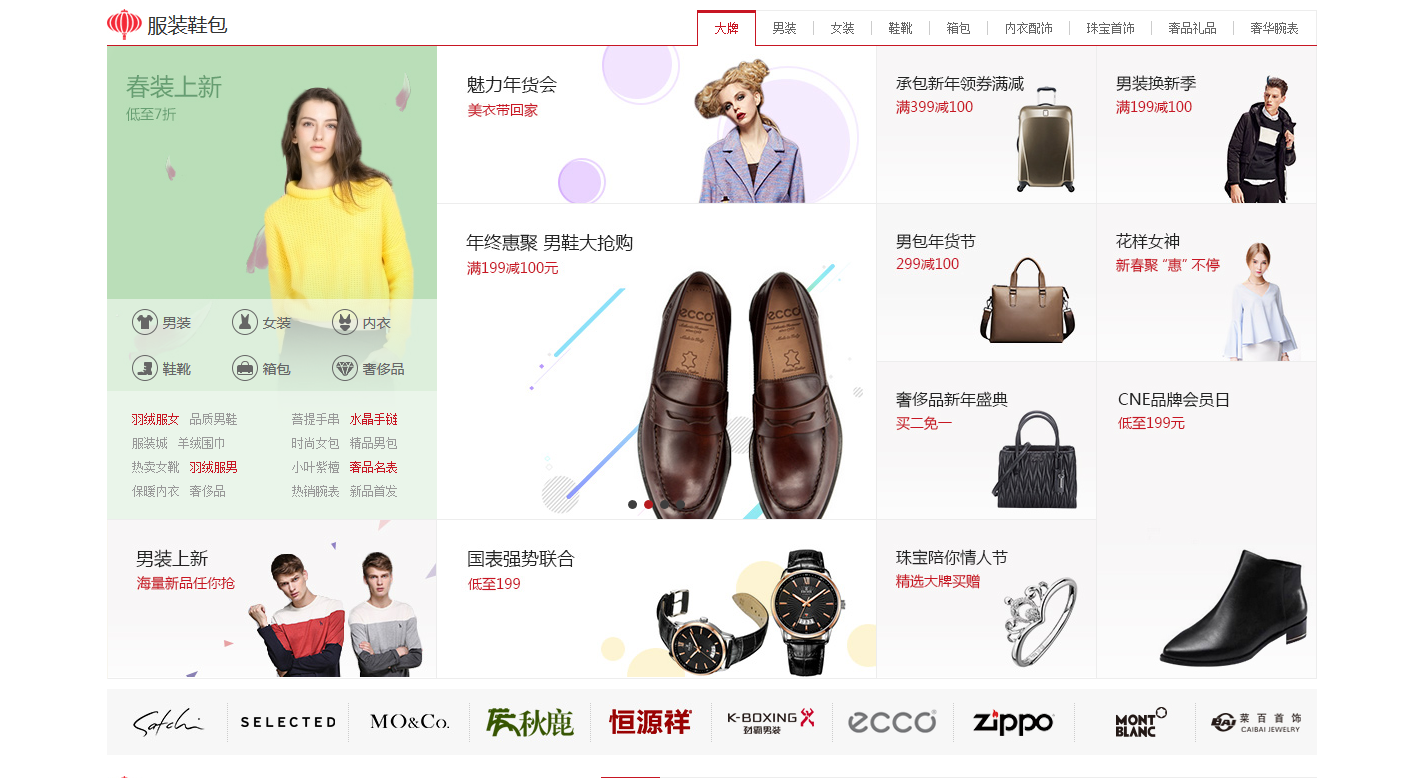 服装鞋包
大牌 男装 女装 鞋靴 箱包 内衣配饰 珠宝首饰 奢品礼品 奢华腕表
春装上新
低至7折
男装 女装 内衣
鞋靴 箱包 奢侈品
羽绒服女 品质男鞋 菩提手串 水晶手链
服装城 羊绒围巾 时尚女包 精品男包
热卖女靴 羽绒服男 小叶紫檀 奢品名表
保暖内衣 奢侈品 热销腕表 新品首发
男装上新
海量新品任你抢
魅力年货会
美衣带回家
年终惠聚 男鞋大抢购
满199减100元
ecco
ecco
国表强势联合
低至199
承包新年领券满减
满399减100
男装换新季
满199减100
男包年货节
299减100
花样女神
新春聚“惠”不停
奢侈品新年盛典
买二免一
CNE品牌会员日
低至199元
珠宝陪你情人节
精选大牌买赠
Satchi
SELECTED
MO&Co.
秋鹿
恒源祥®
K-BOXING
劲霸男装
ecco®
zippo
MONT
BLANC
BAI
菜百首饰
CAIBAI JEWELRY